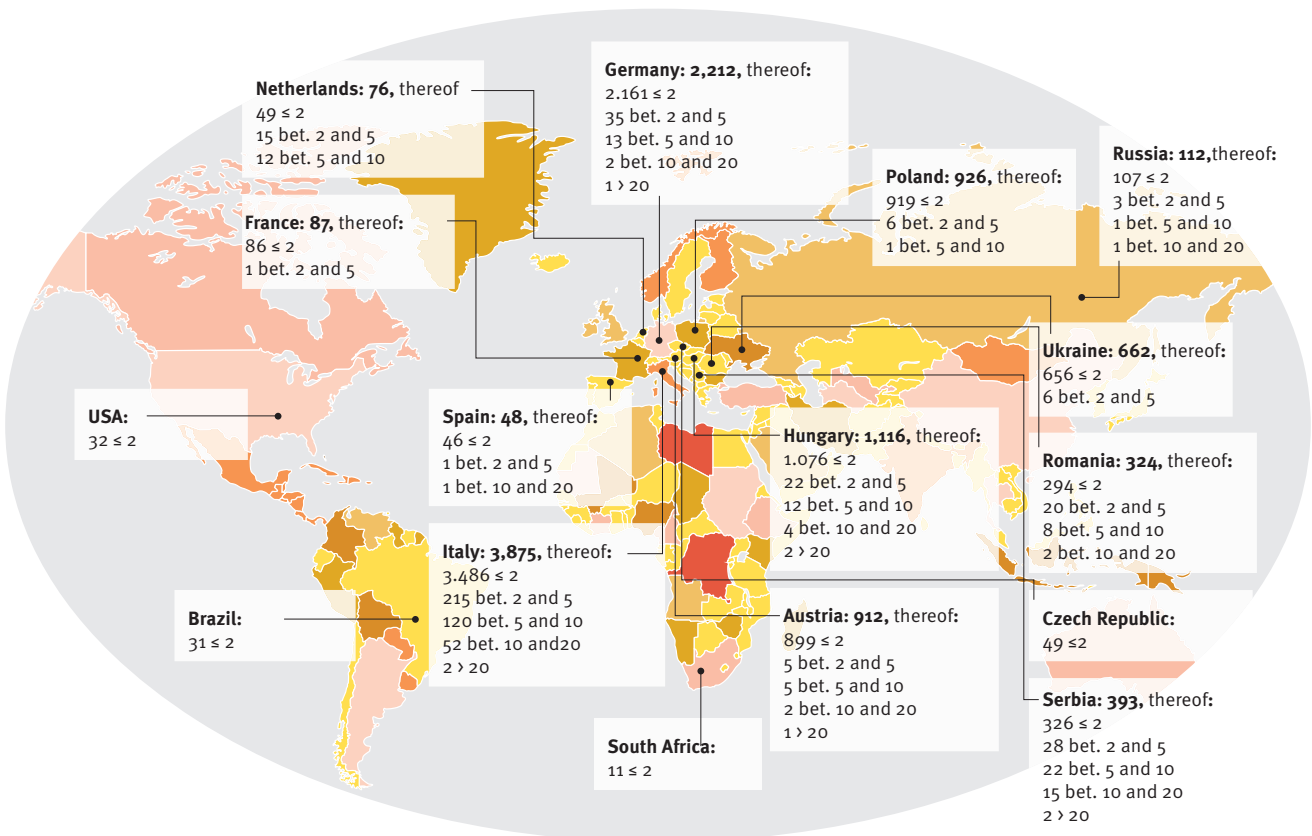 Netherlands: 76, thereof
49 ≤ 2
15 bet. 2 and 5
12 bet. 5 and 10
Germany: 2,212, thereof:
2.161 ≤ 2
35 bet. 2 and 5
13 bet. 5 and 10
2 bet. 10 and 20
1 › 20
Russia: 112,thereof:
107 ≤ 2
3 bet. 2 and 5
1 bet. 5 and 10
1 bet. 10 and 20
Poland: 926, thereof:
919 ≤ 2
6 bet. 2 and 5
1 bet. 5 and 10
France: 87, thereof:
86 ≤ 2
1 bet. 2 and 5
Ukraine: 662, thereof:
656 ≤ 2
6 bet. 2 and 5
USA:
32 ≤ 2
Spain: 48, thereof:
46 ≤ 2
1 bet. 2 and 5
1 bet. 10 and 20
Hungary: 1,116, thereof:
1.076 ≤ 2
22 bet. 2 and 5
12 bet. 5 and 10
4 bet. 10 and 20
2 › 20
Romania: 324, thereof:
294 ≤ 2
20 bet. 2 and 5
8 bet. 5 and 10
2 bet. 10 and 20
Italy: 3,875, thereof:
3.486 ≤ 2
215 bet. 2 and 5
120 bet. 5 and 10
52 bet. 10 and20
2 › 20
Brazil:
31 ≤ 2
Austria: 912, thereof:
899 ≤ 2
5 bet. 2 and 5
5 bet. 5 and 10
2 bet. 10 and 20
1 › 20
Czech Republic:
49 ≤2
Serbia: 393, thereof:
326 ≤ 2
28 bet. 2 and 5
22 bet. 5 and 10
15 bet. 10 and 20
2 › 20
South Africa:
11 ≤ 2